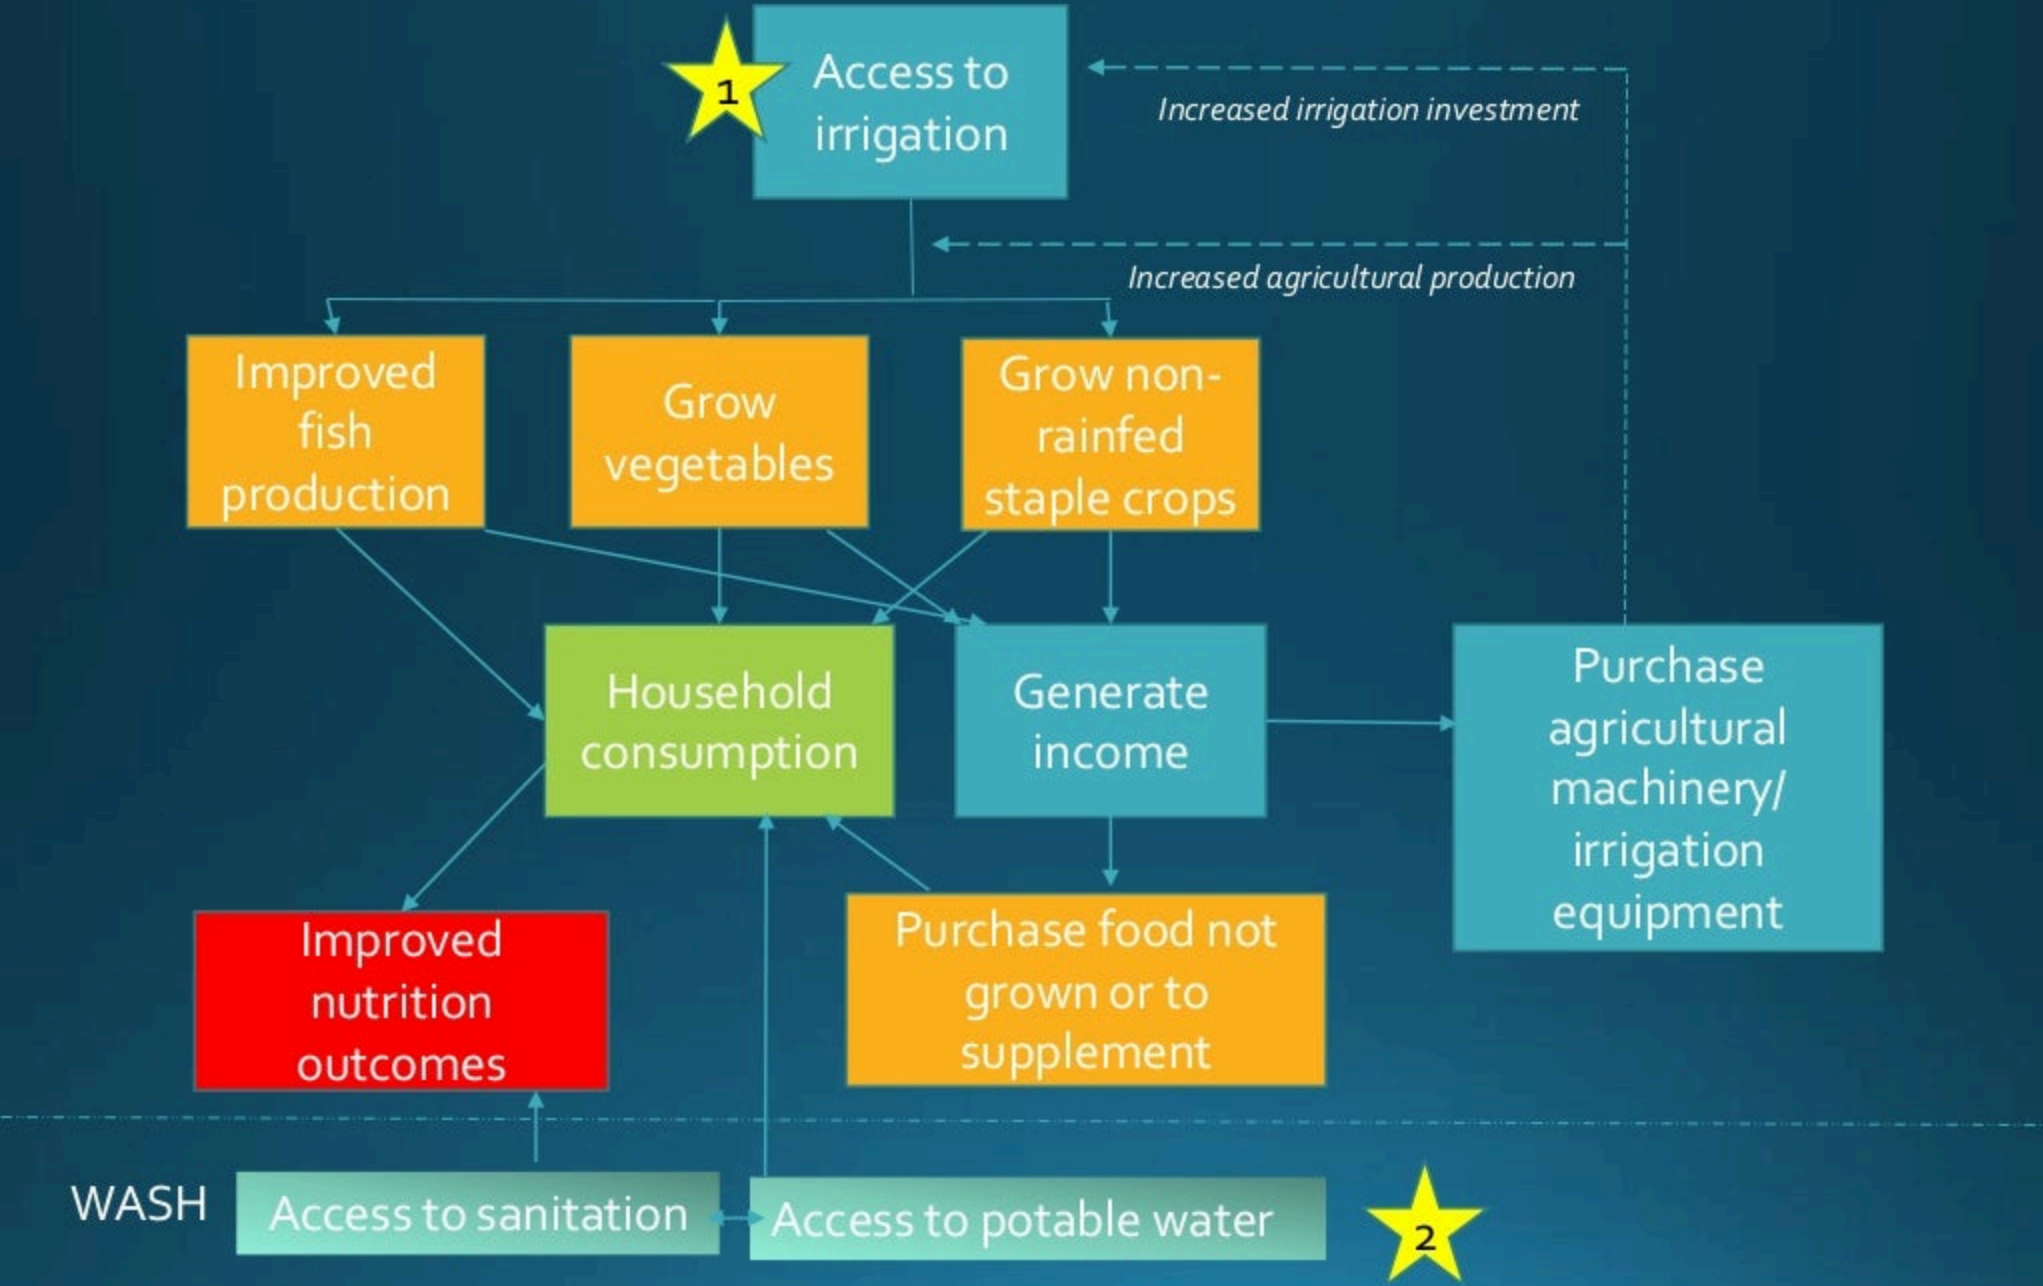 1
Access to
irrigation
Increased irrigation investment
Increased agricultural production
Improved
fish
production
Grow
vegetables
Grow non-
rainfed
staple crops
Household
consumption
Generate
income
Purchase
agricultural
machinery/
irrigation
equipment
Improved
nutrition
outcomes
Purchase food not
grown or to
supplement
WASH
Access to sanitation
Access to potable water
2